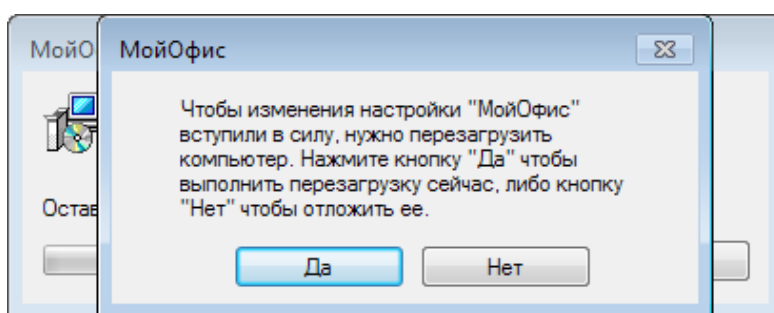 МойО
МойОфис
Чтобы изменения настройки "МойОфис"
вступили в силу, нужно перезагрузить
компьютер. Нажмите кнопку "Да" чтобы
выполнить перезагрузку сейчас, либо кнопку
"Нет" чтобы отложить ее.
Остав
Да
Нет